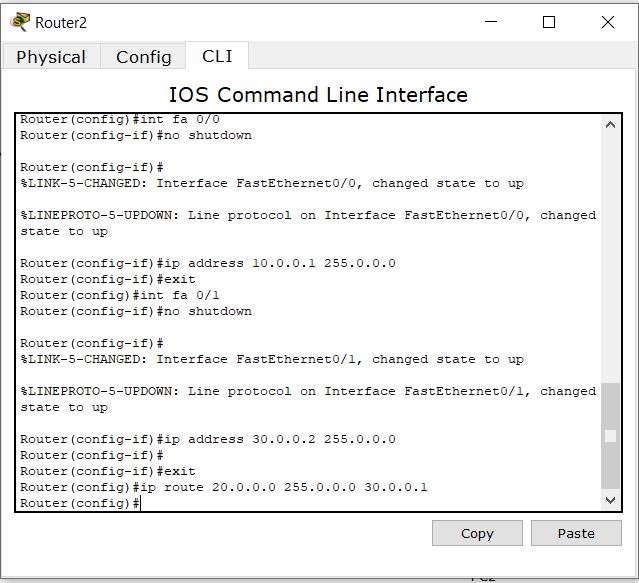 Router2
Physical
Config
CLI
IOS Command Line Interface
Router(config)#int fa 0/0
Router(config-if)#no shutdown
Router(config-if)#
%LINK-5-CHANGED: Interface FastEthernet0/0, changed state to up
%LINEPROTO-5-UPDOWN: Line protocol on Interface FastEthernet0/0, changed
state to up
Router(config-if)#ip address 10.0.0.1 255.0.0.0
Router(config-if)#exit
Router(config)#int fa 0/1
Router(config-if)#no shutdown
Router(config-if)#
%LINK-5-CHANGED: Interface FastEthernet0/1, changed state to up
%LINEPROTO-5-UPDOWN: Line protocol on Interface FastEthernet0/1, changed
state to up
Router(config-if)#ip address 30.0.0.2 255.0.0.0
Router(config-if)#
Router(config-if)#exit
Router(config)#ip route 20.0.0.0 255.0.0.0 30.0.0.1
Router(config)#
Copy
Paste